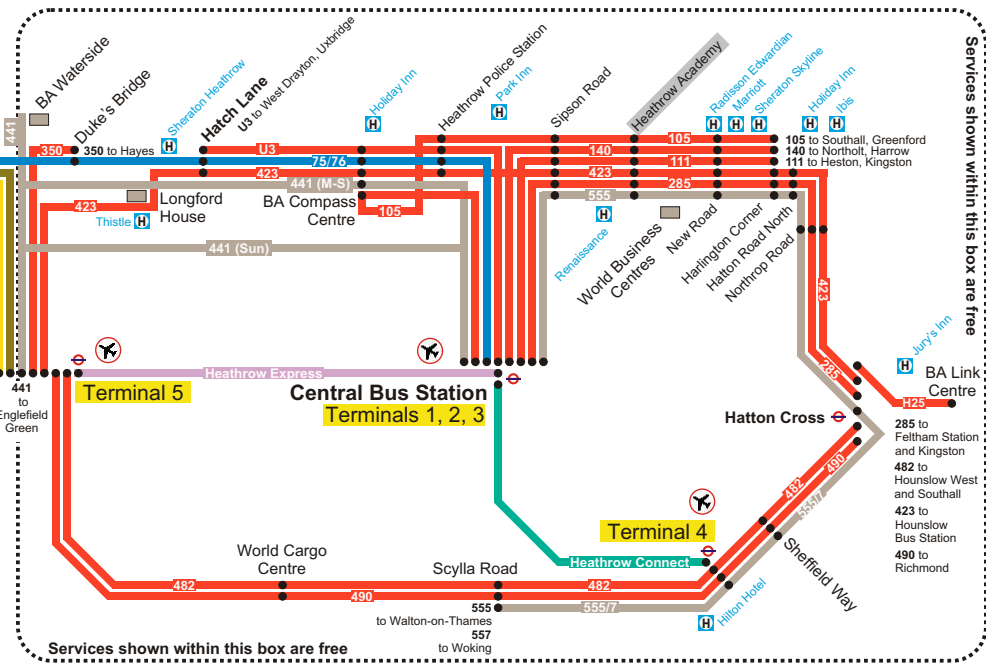 Services shown within this box are free
441
BA Waterside
Duke's Bridge
Sheraton Heathrow
Hatch Lane
U3 to West Drayton, Uxbridge
Holiday Inn
H
Heathrow Police Station
Park Inn
H
Sipson Road
Heathrow Academy
Radisson Edwardian
Marriott
Sheraton Skyline
Holiday Inn
Ibis
H
H
H
H
H
H
350
350 to Hayes
U3
105
105 to Southall, Greenford
140
140 to Northolt, Harrow
75/76
111
111 to Heston, Kingston
423
423
441 (M-S)
285
555
423
Longford
House
Thistle
H
BA Compass
Centre
105
Renaissance
H
World Business
Centres
New Road
Harlington Corner
Hatton Road North
Northrop Road
441 (Sun)
423
285
Jury's Inn
H
BA Link
Centre
H25
441
to
Englefield
Green
Terminal 5
Heathrow Express
Central Bus Station
Terminals 1, 2, 3
Hatton Cross
285 to
Feltham Station
and Kingston
482 to
Hounslow West
and Southall
423 to
Hounslow
Bus Station
490 to
Richmond
482
490
555/7
Terminal 4
Heathrow Connect
Sheffield Way
Hilton Hotel
H
World Cargo
Centre
Scylla Road
482
490
482
555/7
555
to Walton-on-Thames
557
to Woking
Services shown within this box are free